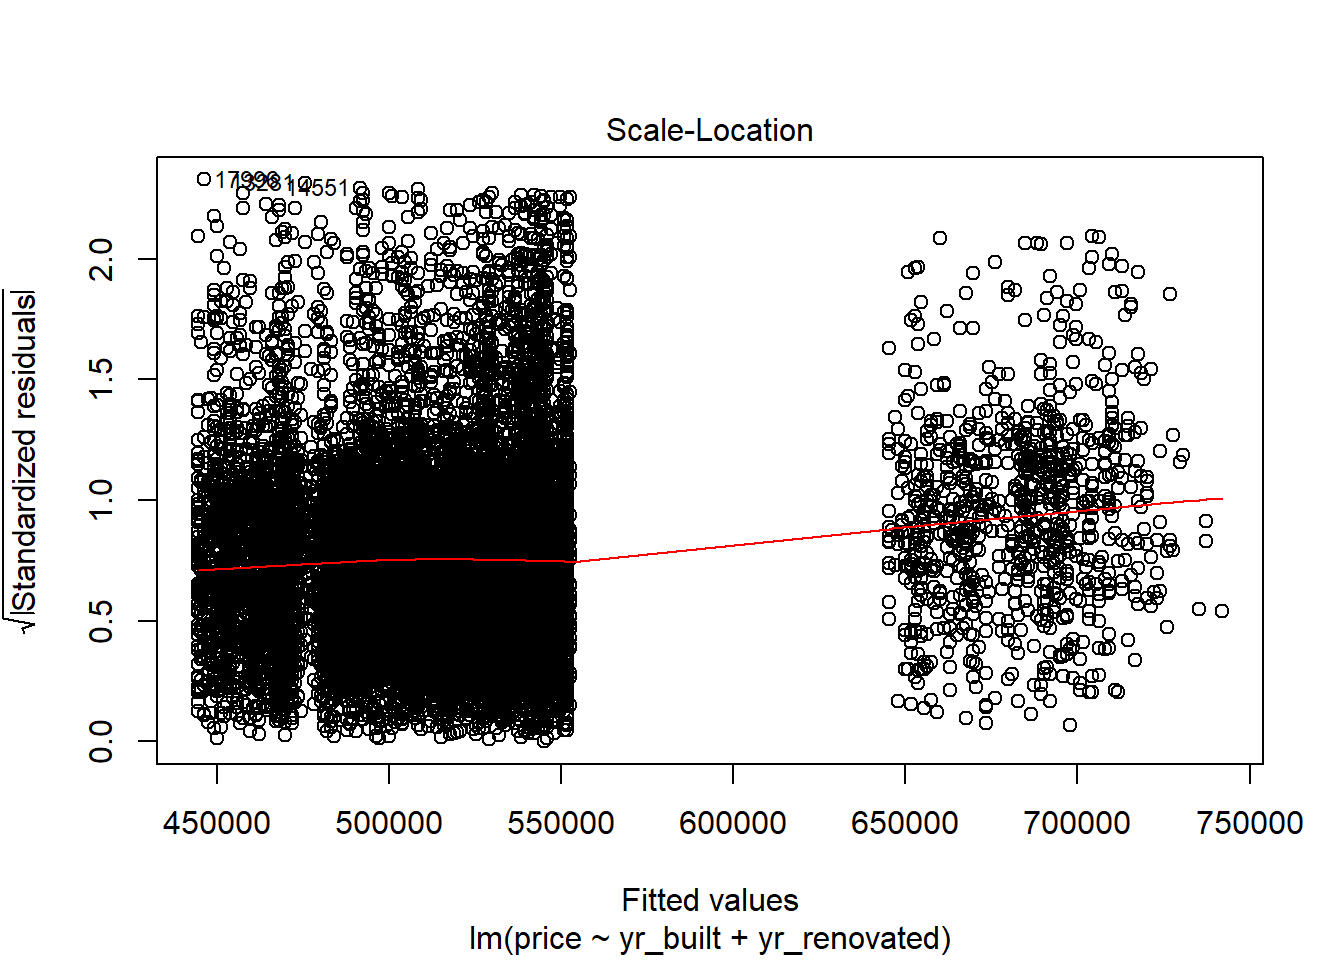 Scale-Location
14551
√|Standardized residuals|
0.0 0.5 1.0 1.5 2.0
450000 500000 550000 600000 650000 700000 750000
Fitted values
lm(price ~ yr_built + yr_renovated)